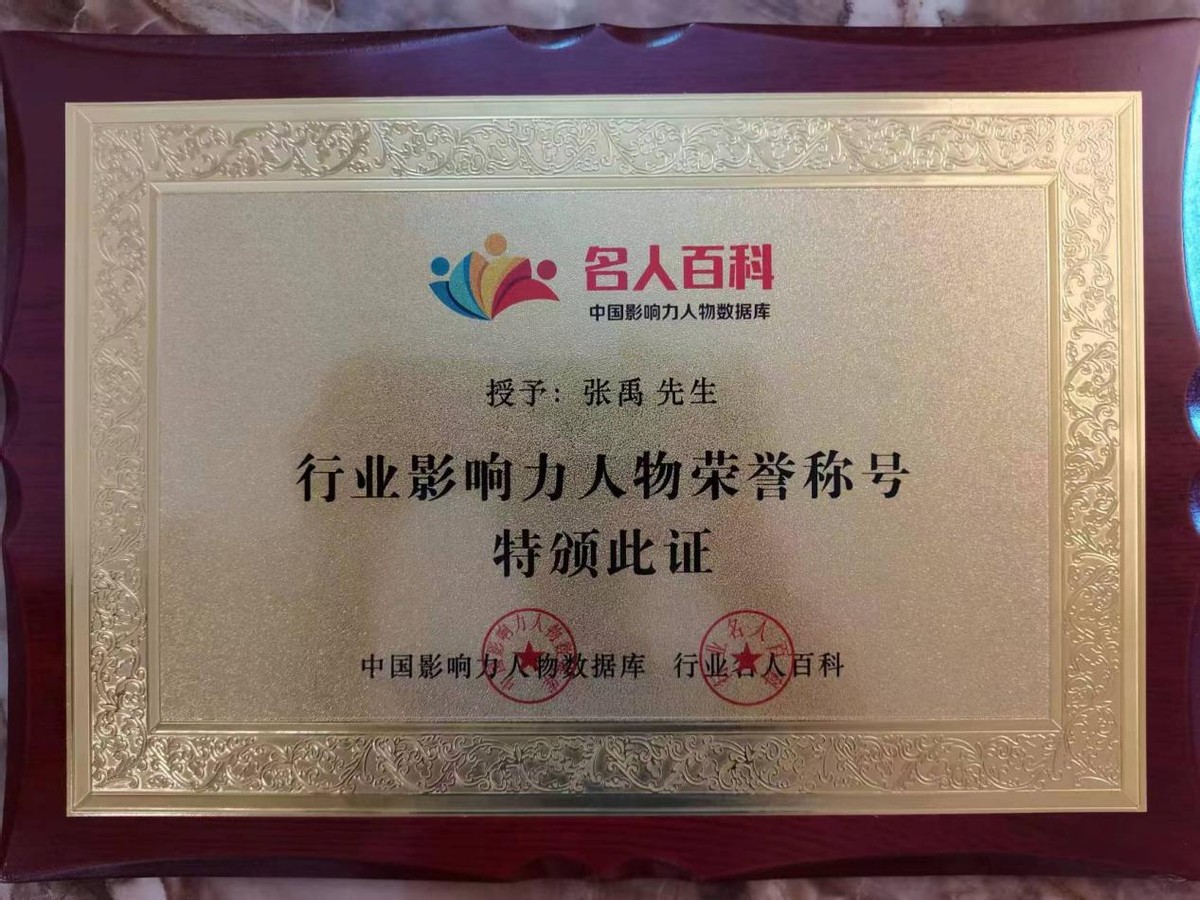 名人百科
中国影响力人物数据库
授予：张禹 先生
行业影响力人物荣誉称号
特颁此证
中国影响力人物数据库 行业名人百科